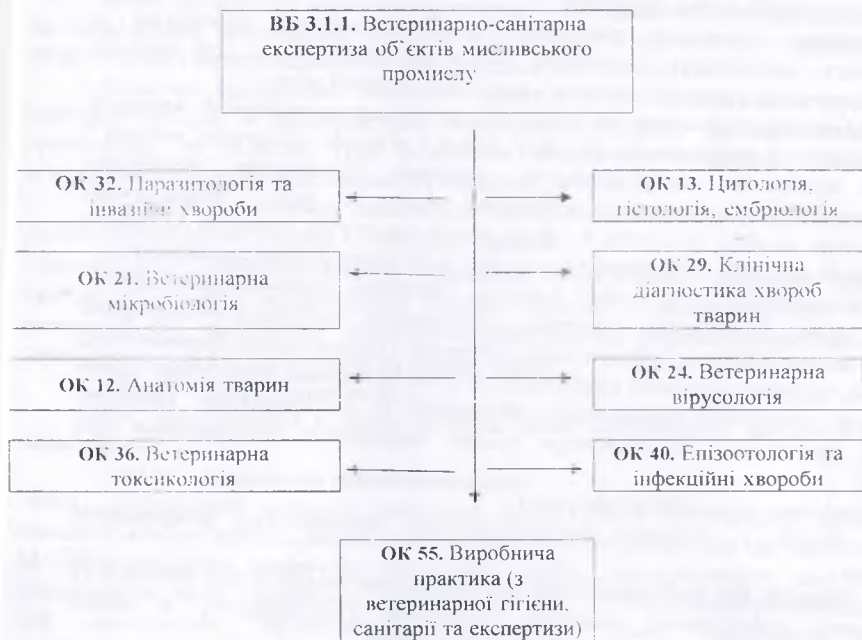 ВБ 3.1.1. Ветеринарно-санітарна
експертиза об`єктів мисливського
промислу
ОК 32. Паразитологія та
інвазійні хвороби
ОК 13. Цитологія,
гістологія, ембріологія
ОК 21. Ветеринарна
мікробіологія
ОК 29. Клінічна
діагностика хвороб
тварин
ОК 12. Анатомія тварин
ОК 24. Ветеринарна
вірусологія
ОК 36. Ветеринарна
токсикологія
ОК 40. Епізоотологія та
інфекційні хвороби
ОК 55. Виробнича
практика (з
ветеринарної гігієни,
санітарії та експертизи)